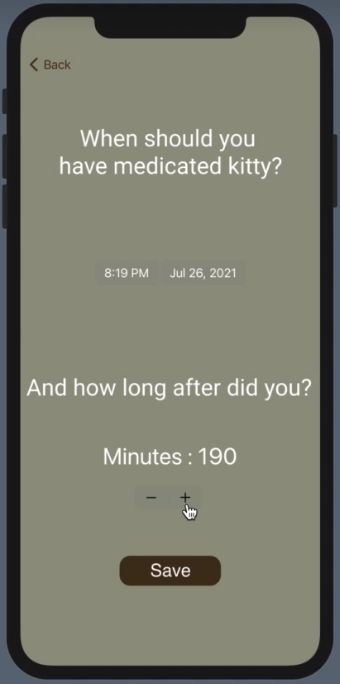 Back
When should you
have medicated kitty?
8:19 PM Jul 26, 2021
And how long after did you?
Minutes : 190
− +
Save